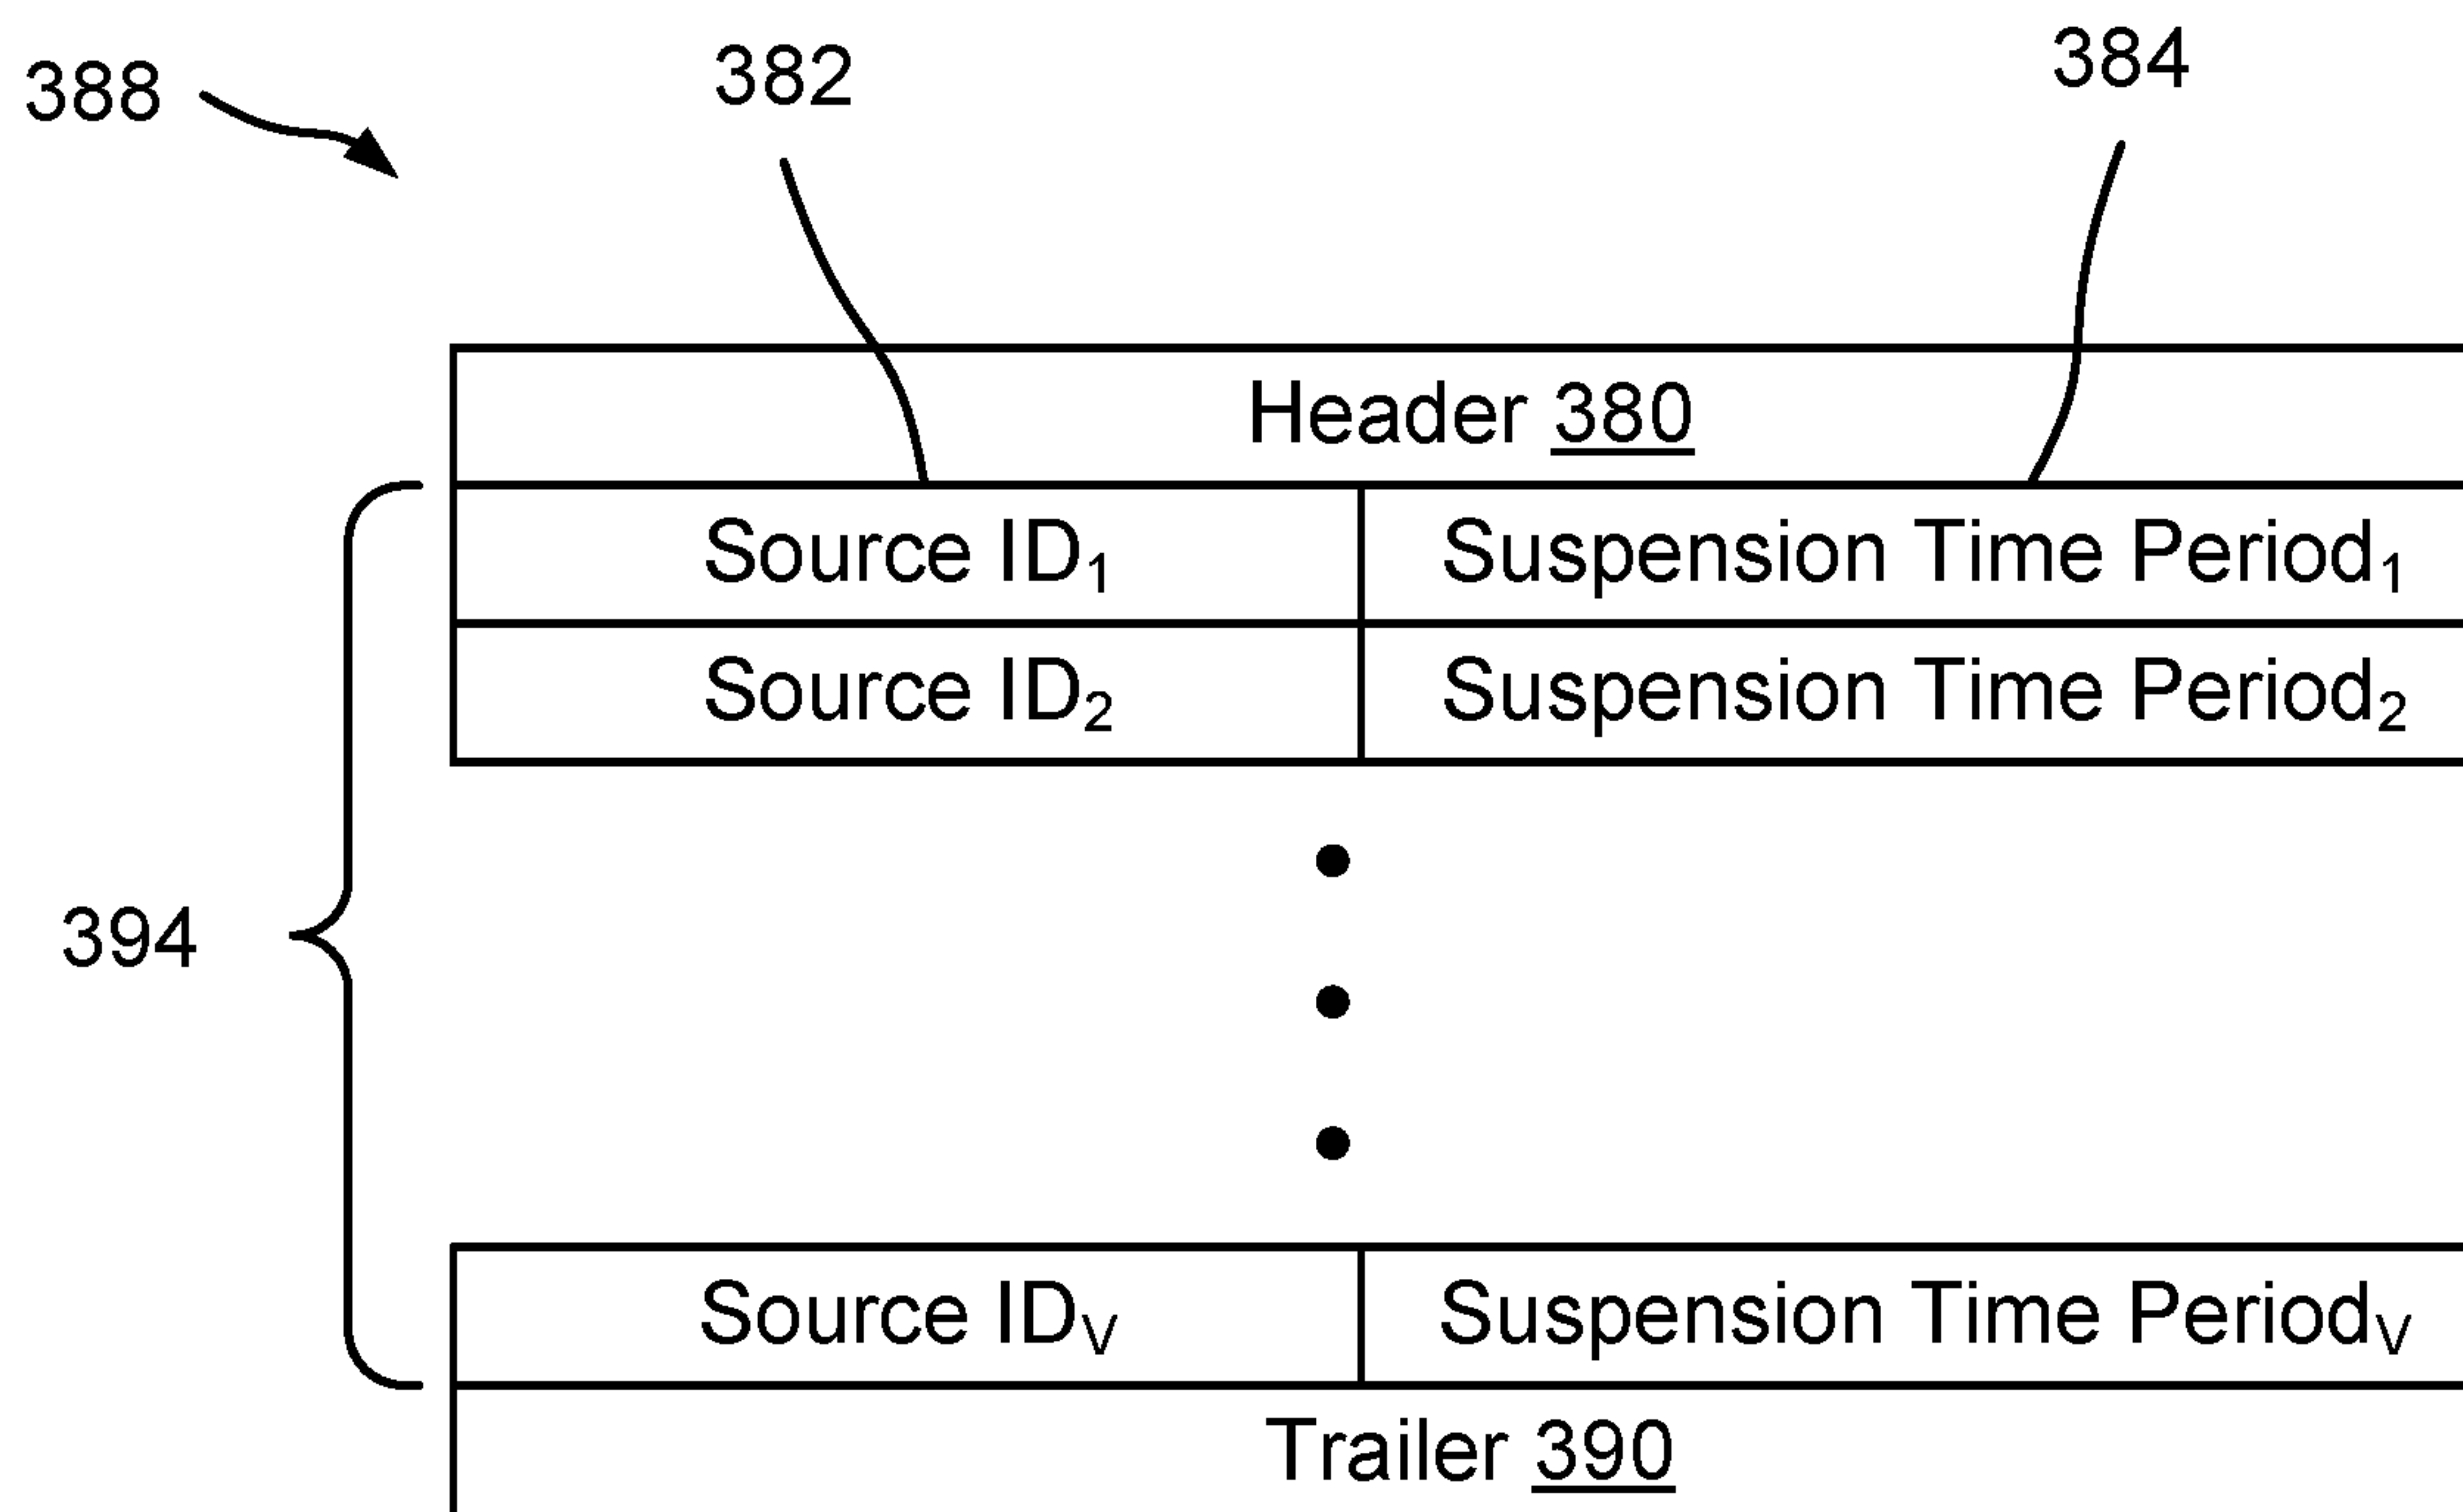 388
382
384
Header 380
Source ID₁ Suspension Time Period₁
Source ID₂ Suspension Time Period₂
394
Source IDV Suspension Time PeriodV
Trailer 390